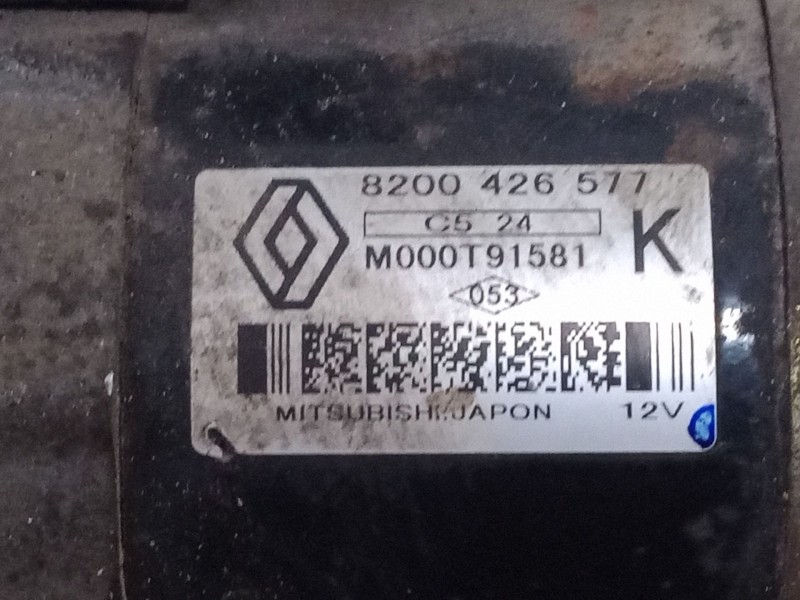 8200 426 577
C5 24
K
M000T91581
053
MITSUBISHI JAPON 12V